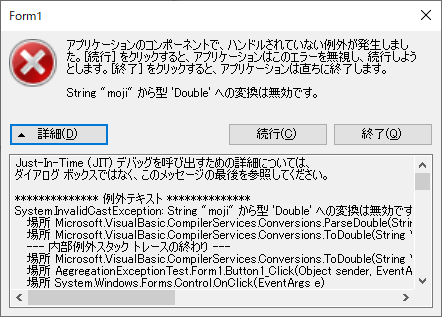 Form1
アプリケーションのコンポーネントで、ハンドルされていない例外が発生しまし
た。[続行] をクリックすると、アプリケーションはこのエラーを無視し、続行しよう
とします。[終了] をクリックすると、アプリケーションは直ちに終了します。
String "moji" から型 'Double' への変換は無効です。
詳細(D) 続行(C) 終了(Q)
Just-In-Time (JIT) デバッグを呼び出すための詳細については、
ダイアログ ボックスではなく、このメッセージの最後を参照してください。
************** 例外テキスト **************
System.InvalidCastException: String "moji" から型 'Double' への変換は無効です
場所 Microsoft.VisualBasic.CompilerServices.Conversions.ParseDouble(Strin
場所 Microsoft.VisualBasic.CompilerServices.Conversions.ToDouble(String V
--- 内部例外スタック トレースの終わり ---
場所 Microsoft.VisualBasic.CompilerServices.Conversions.ToDouble(String V
場所 AggregationExceptionTest.Form1.Button1_Click(Object sender, EventA
場所 System.Windows.Forms.Control.OnClick(EventArgs e)